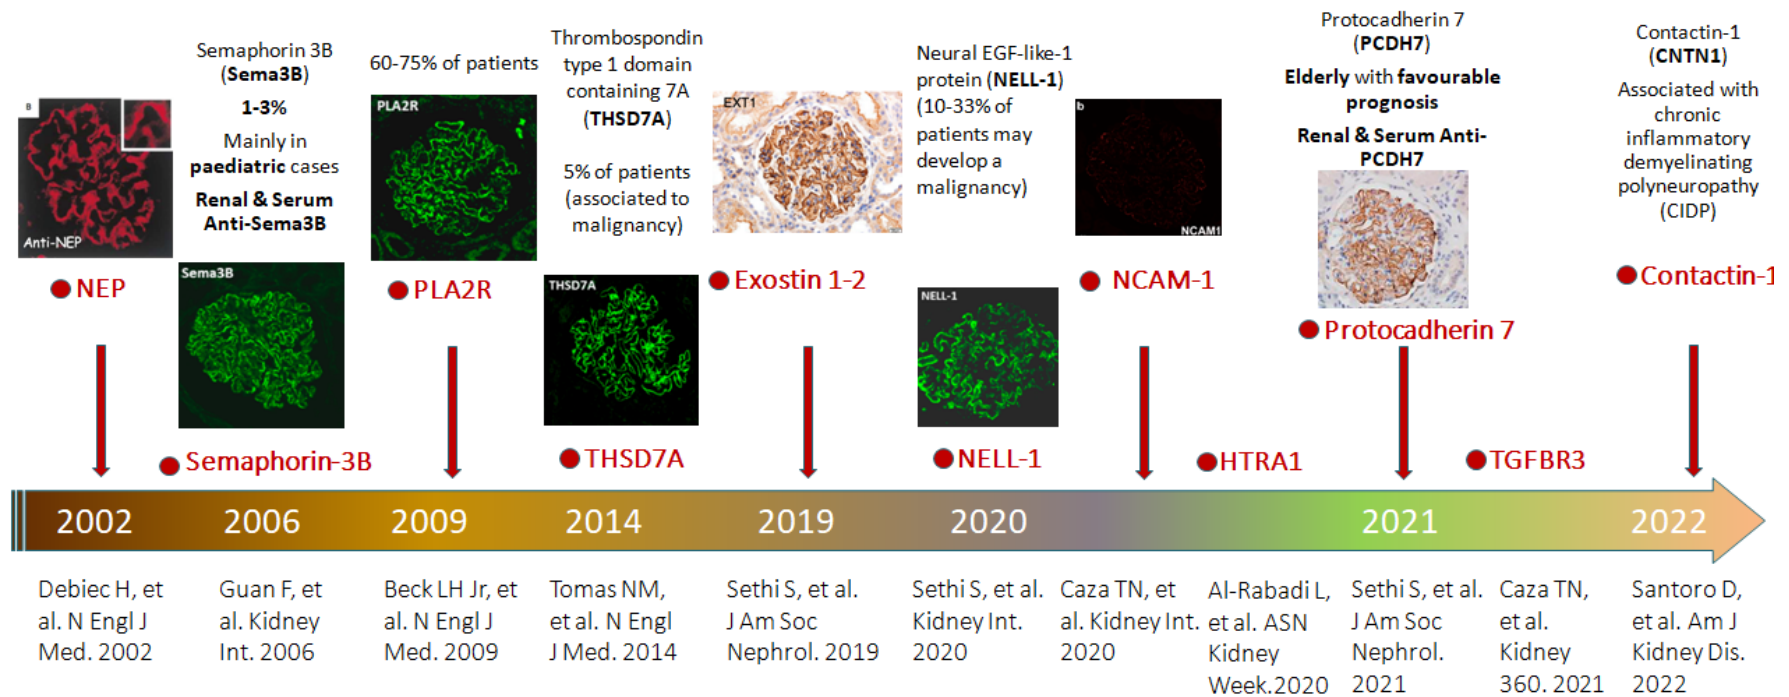 B
Anti-NEP
NEP
Semaphorin 3B
(Sema3B)
1-3%
Mainly in
paediatric cases
Renal & Serum
Anti-Sema3B
Sema3B
Semaphorin-3B
60-75% of patients
PLA2R
PLA2R
Thrombospondin
type 1 domain
containing 7A
(THSD7A)
5% of patients
(associated to
malignancy)
THSD7A
THSD7A
EXT1
Exostin 1-2
Neural EGF-like-1
protein (NELL-1)
(10-33% of
patients may
develop a
malignancy)
NELL-1
NELL-1
b
NCAM1
NCAM-1
HTRA1
Protocadherin 7
(PCDH7)
Elderly with favourable
prognosis
Renal & Serum Anti-
PCDH7
Protocadherin 7
TGFBR3
Contactin-1
(CNTN1)
Associated with
chronic
inflammatory
demyelinating
polyneuropathy
(CIDP)
Contactin-1
2002
2006
2009
2014
2019
2020
2021
2022
Debiec H, et
al. N Engl J
Med. 2002
Guan F, et
al. Kidney
Int. 2006
Beck LH Jr, et
al. N Engl J
Med. 2009
Tomas NM,
et al. N Engl
J Med. 2014
Sethi S, et al.
J Am Soc
Nephrol. 2019
Sethi S, et al.
Kidney Int.
2020
Caza TN, et
al. Kidney Int.
2020
Al-Rabadi L,
et al. ASN
Kidney
Week.2020
Sethi S, et al.
J Am Soc
Nephrol.
2021
Caza TN,
et al.
Kidney
360. 2021
Santoro D,
et al. Am J
Kidney Dis.
2022